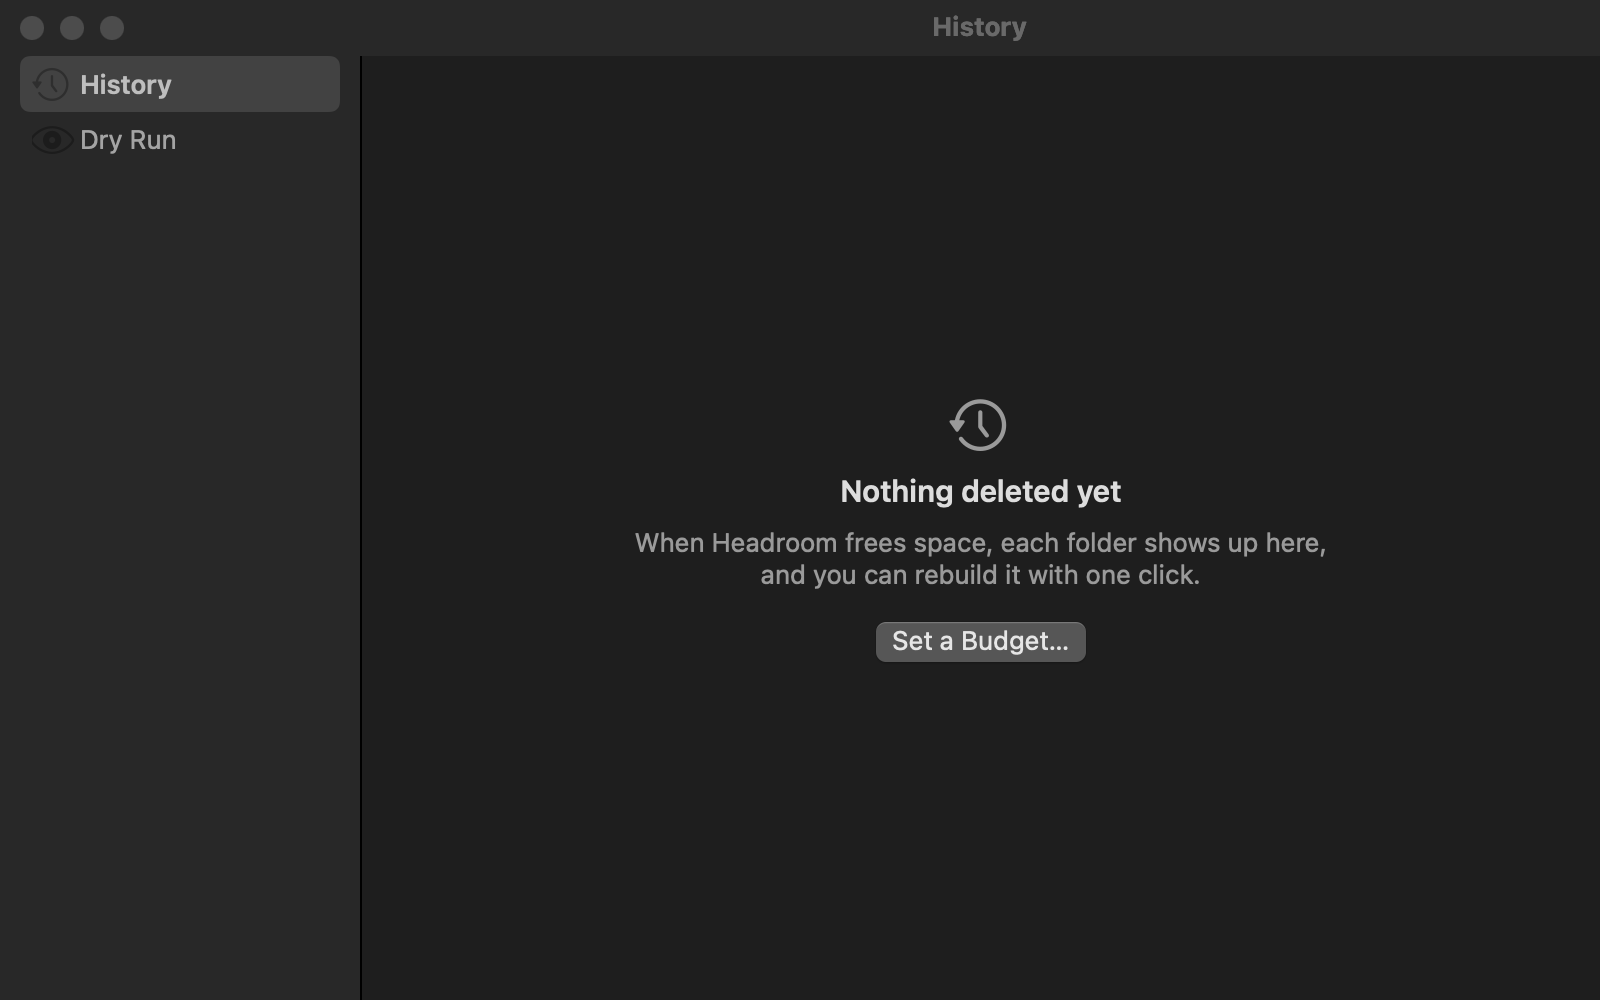 History
History
Dry Run
Nothing deleted yet
When Headroom frees space, each folder shows up here,
and you can rebuild it with one click.
Set a Budget...